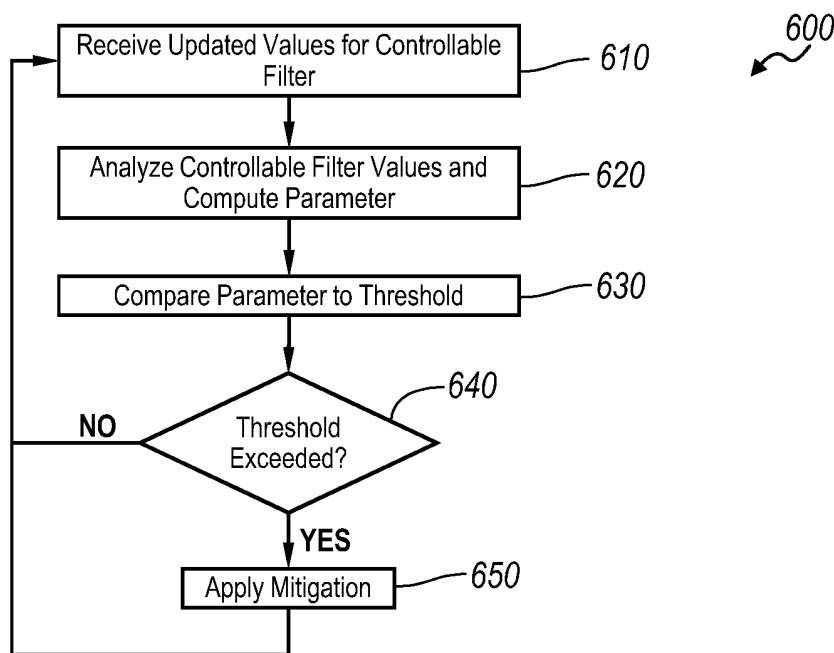 600
Receive Updated Values for Controllable
Filter
610
Analyze Controllable Filter Values and
Compute Parameter
620
Compare Parameter to Threshold
630
640
Threshold
Exceeded?
NO
YES
Apply Mitigation
650